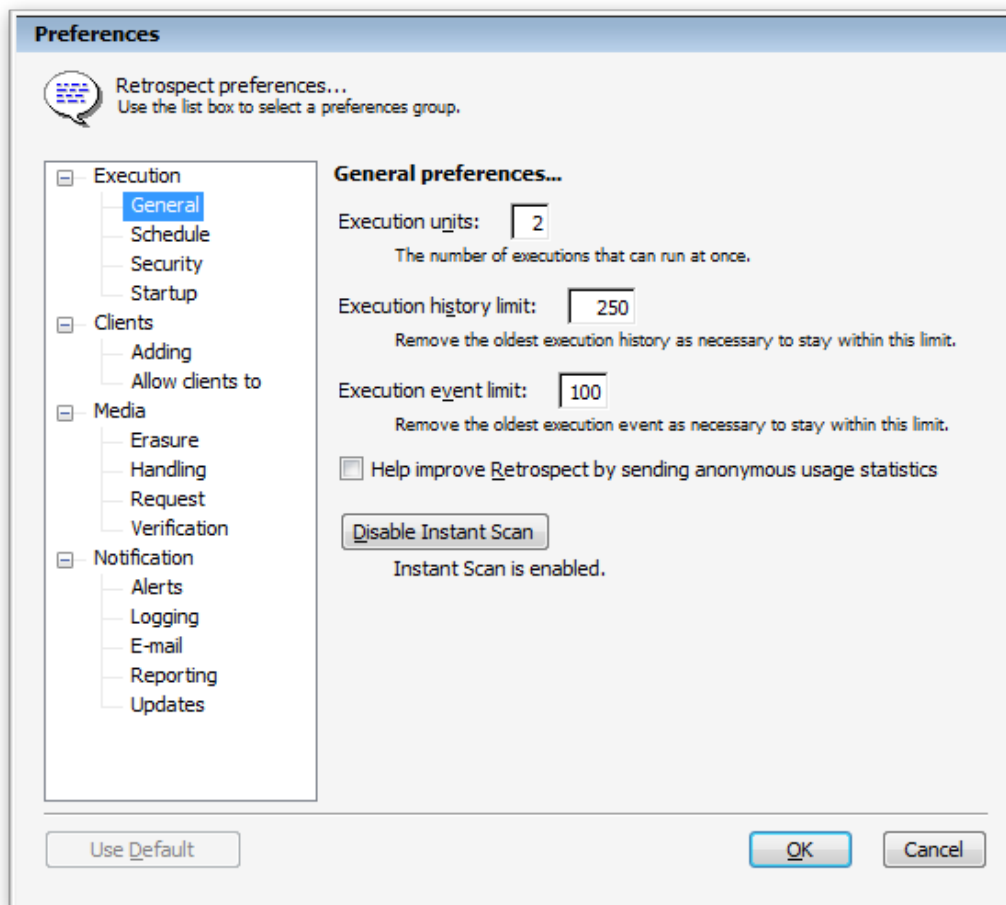 Preferences
Retrospect preferences...
Use the list box to select a preferences group.
Execution
General
Schedule
Security
Startup
Clients
Adding
Allow clients to
Media
Erasure
Handling
Request
Verification
Notification
Alerts
Logging
E-mail
Reporting
Updates
General preferences...
Execution units: 2
The number of executions that can run at once.
Execution history limit: 250
Remove the oldest execution history as necessary to stay within this limit.
Execution event limit: 100
Remove the oldest execution event as necessary to stay within this limit.
Help improve Retrospect by sending anonymous usage statistics
Disable Instant Scan
Instant Scan is enabled.
Use Default
OK
Cancel